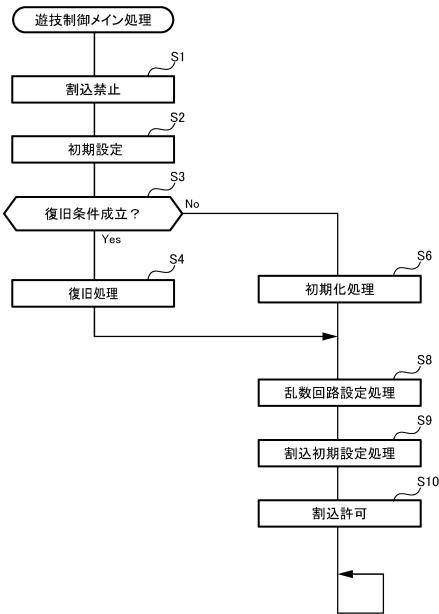 遊技制御メイン処理
S1
割込禁止
S2
初期設定
S3
復旧条件成立？
No
Yes
S4
復旧処理
S6
初期化処理
S8
乱数回路設定処理
S9
割込初期設定処理
S10
割込許可